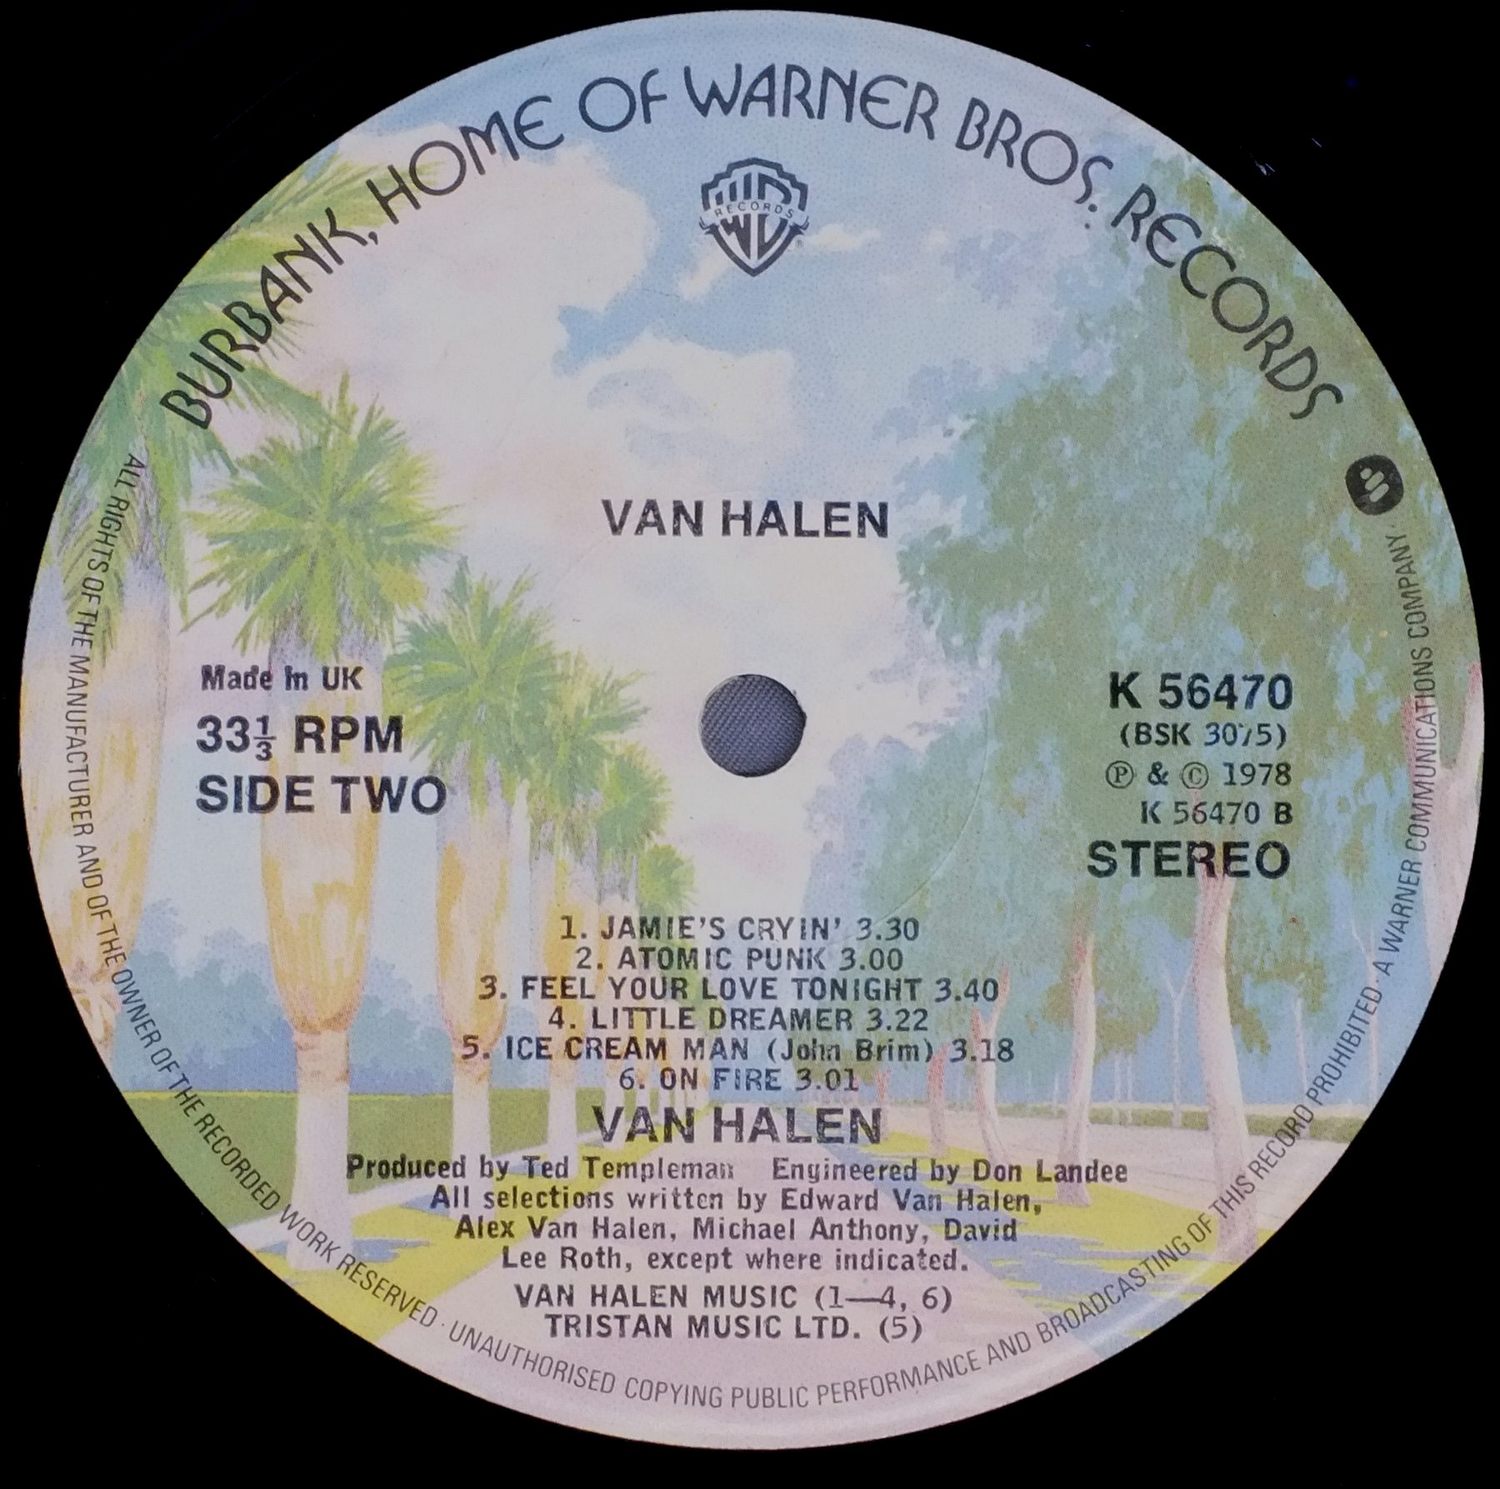 BURBANK, HOME OF WARNER BROS. RECORDS
RECORDS
VAN HALEN
Made in UK
33⅓ RPM
SIDE TWO
K 56470
(BSK 3075)
Ⓟ & © 1978
K 56470 B
STEREO
1. JAMIE'S CRYIN' 3.30
2. ATOMIC PUNK 3.00
3. FEEL YOUR LOVE TONIGHT 3.40
4. LITTLE DREAMER 3.22
5. ICE CREAM MAN (John Brim) 3.18
6. ON FIRE 3.01
VAN HALEN
Produced by Ted Templeman Engineered by Don Landee
All selections written by Edward Van Halen,
Alex Van Halen, Michael Anthony, David
Lee Roth, except where indicated.
VAN HALEN MUSIC (1—4, 6)
TRISTAN MUSIC LTD. (5)
ALL RIGHTS OF THE MANUFACTURER AND OF THE OWNER OF THE RECORDED WORK RESERVED · UNAUTHORISED COPYING PUBLIC PERFORMANCE AND BROADCASTING OF THIS RECORD PROHIBITED · A WARNER COMMUNICATIONS COMPANY ·